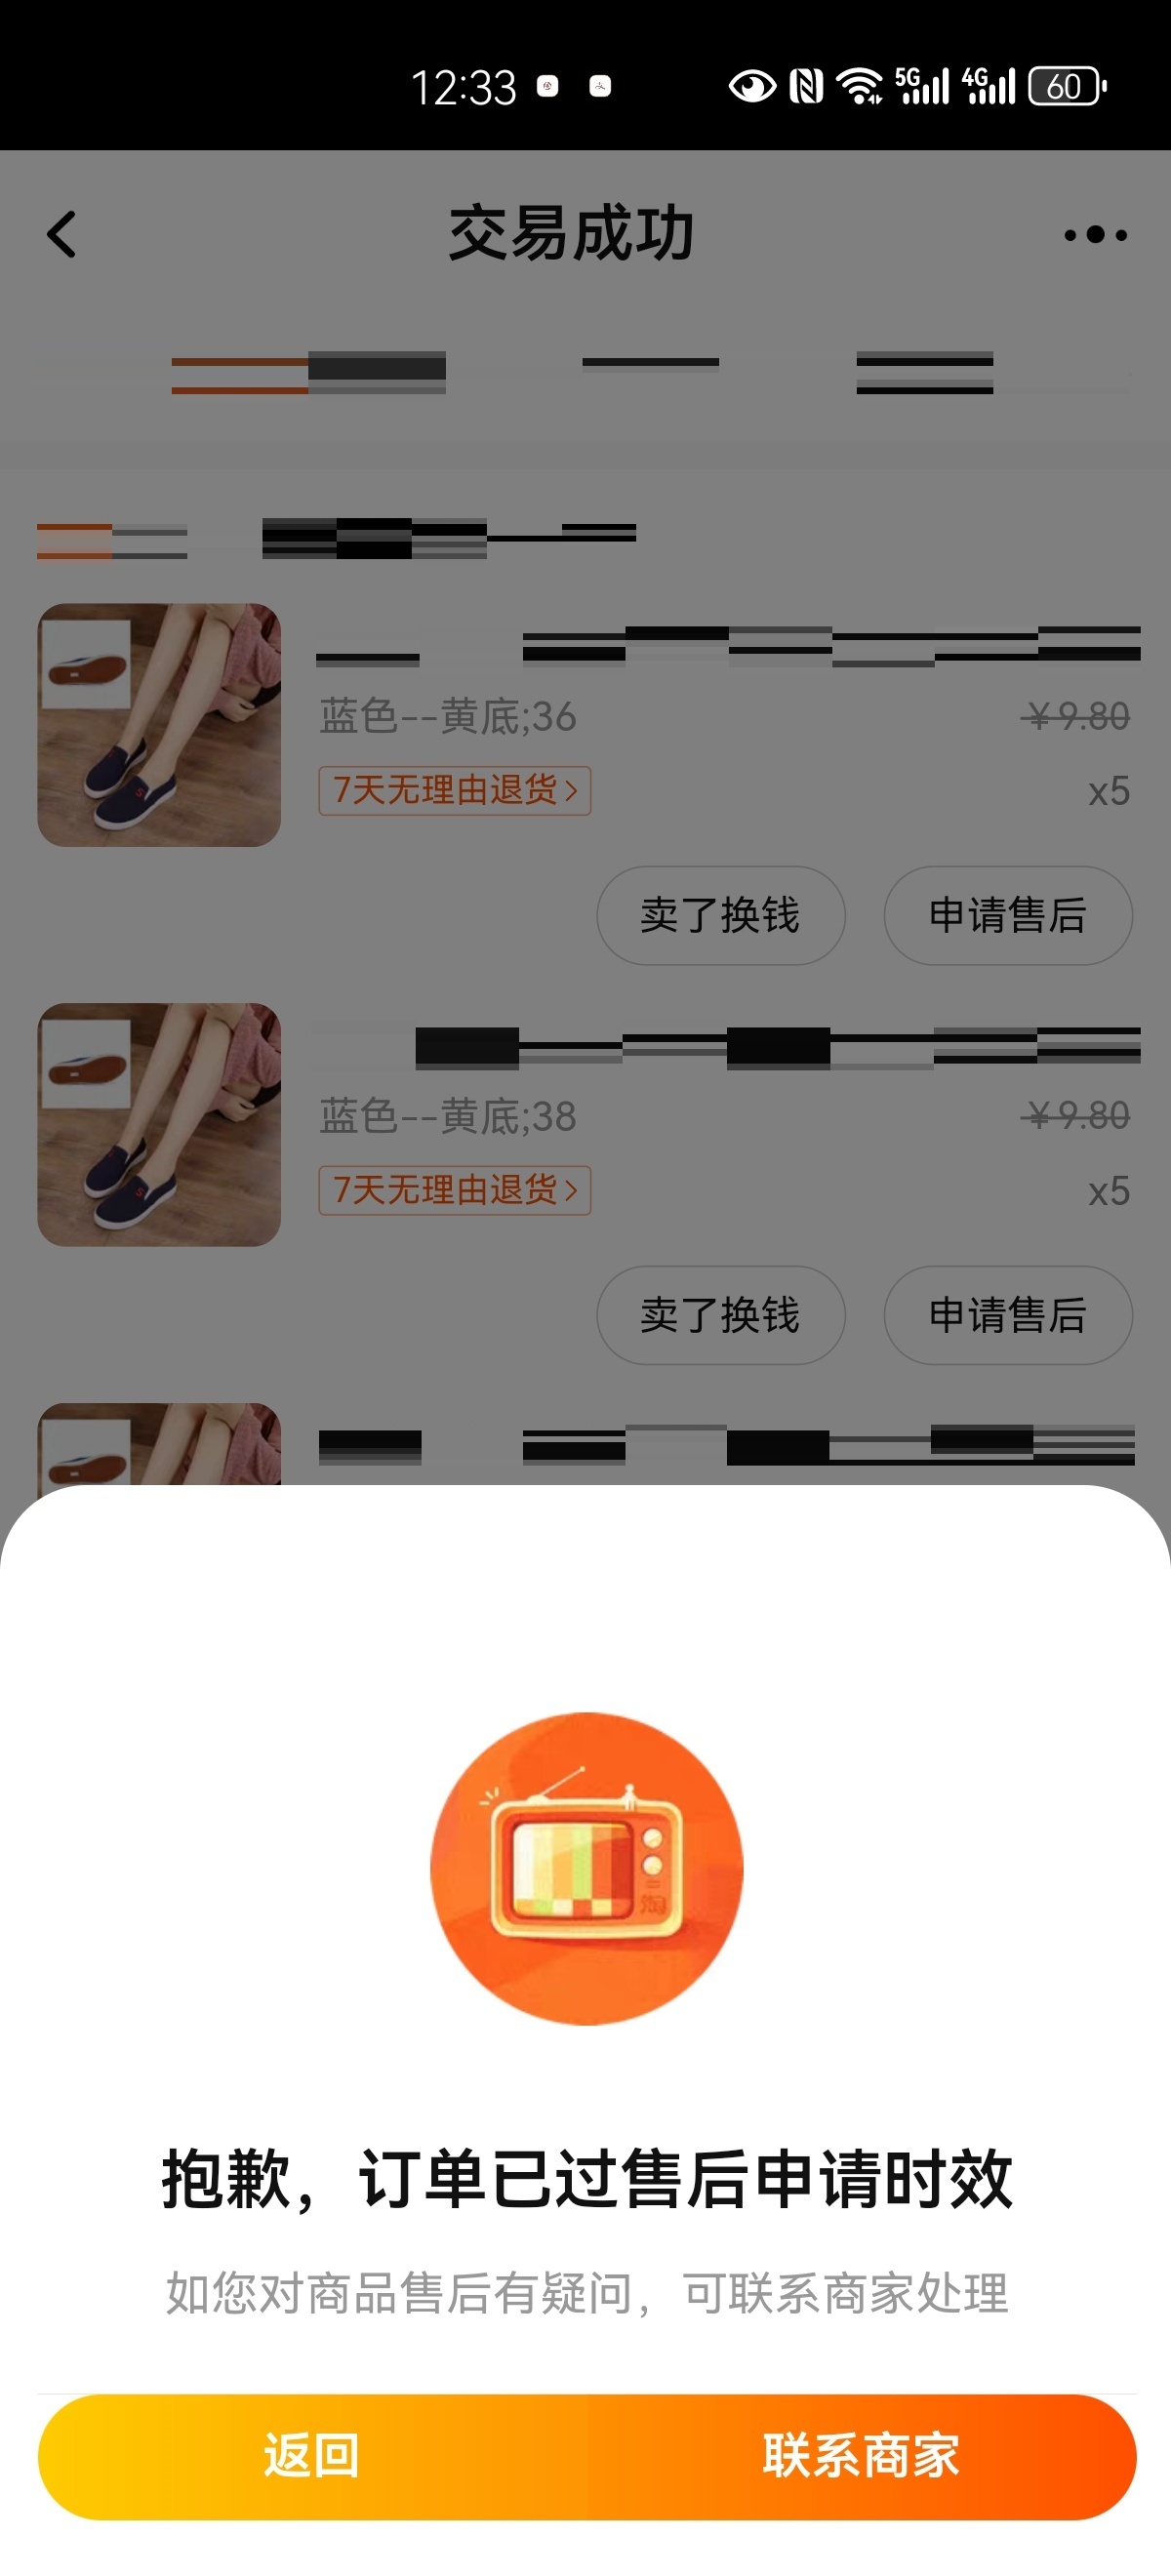 12:33
5G
4G
60
交易成功
蓝色--黄底;36
￥9.80
7天无理由退货
x5
卖了换钱
申请售后
蓝色--黄底;38
￥9.80
7天无理由退货
x5
卖了换钱
申请售后
抱歉，订单已过售后申请时效
如您对商品售后有疑问，可联系商家处理
返回
联系商家